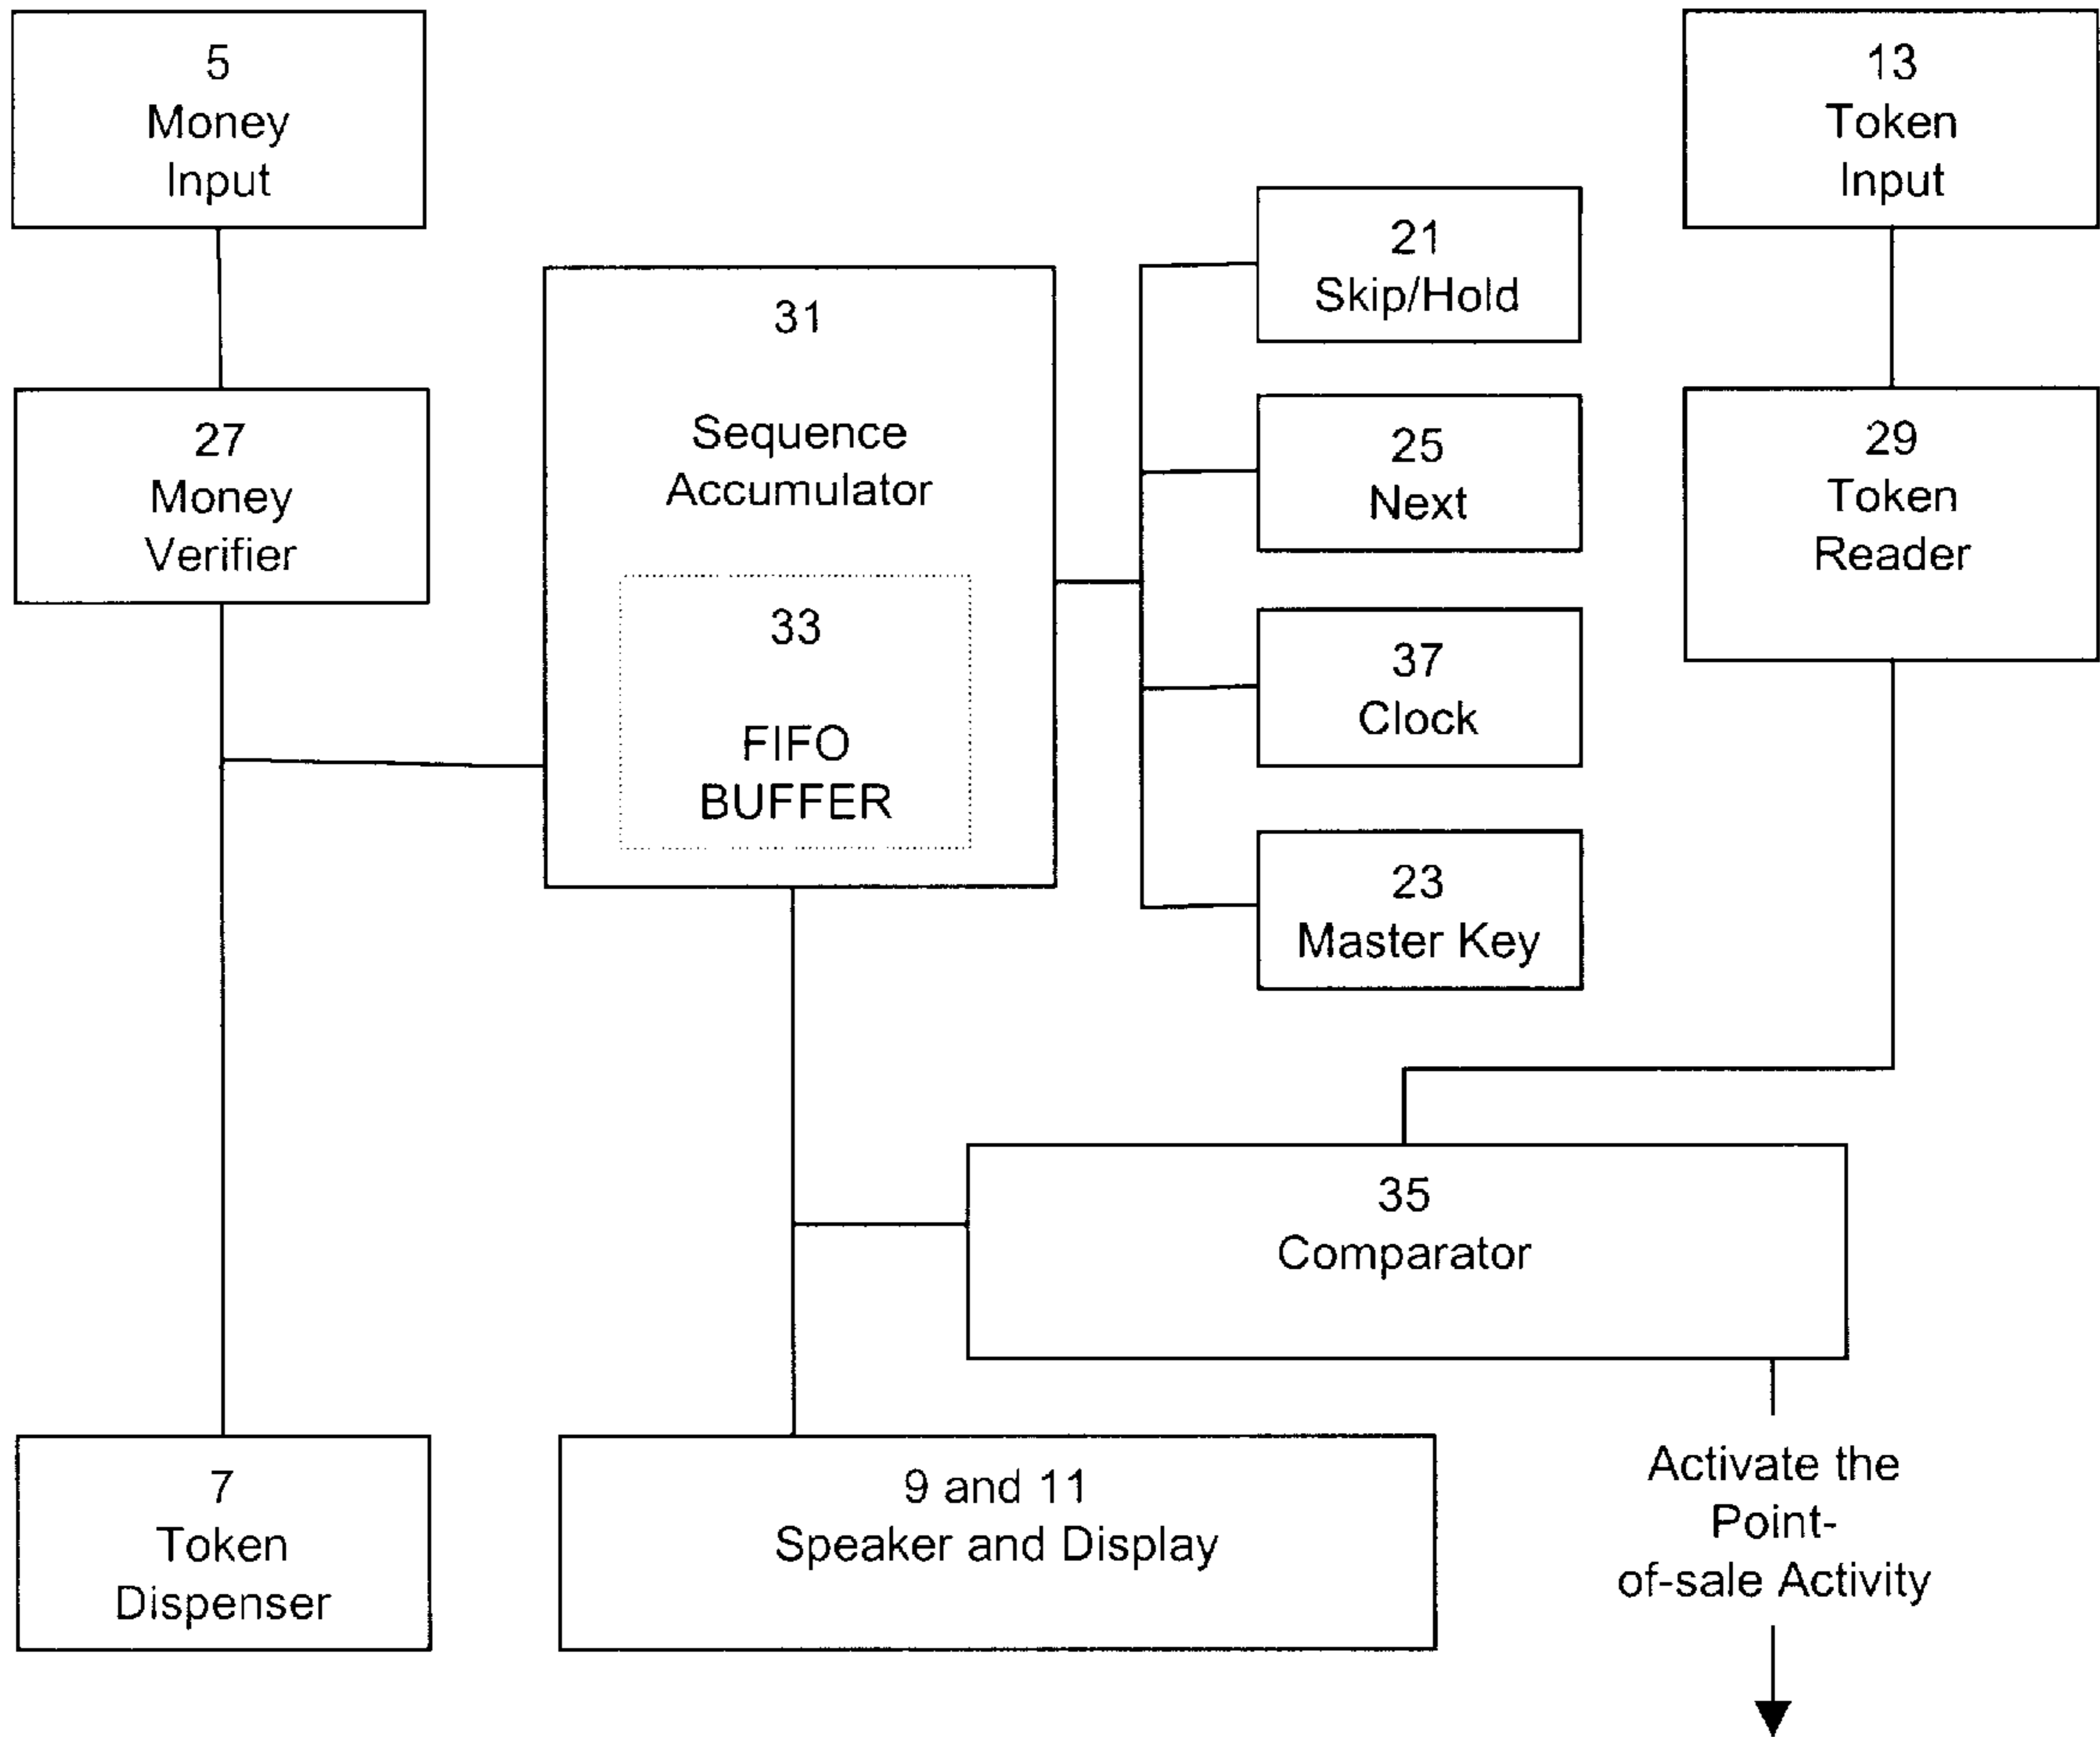 5
Money
Input
13
Token
Input
21
Skip/Hold
31
Sequence
Accumulator
27
Money
Verifier
25
Next
29
Token
Reader
33
FIFO
BUFFER
37
Clock
23
Master Key
35
Comparator
7
Token
Dispenser
9 and 11
Speaker and Display
Activate the
Point-
of-sale Activity